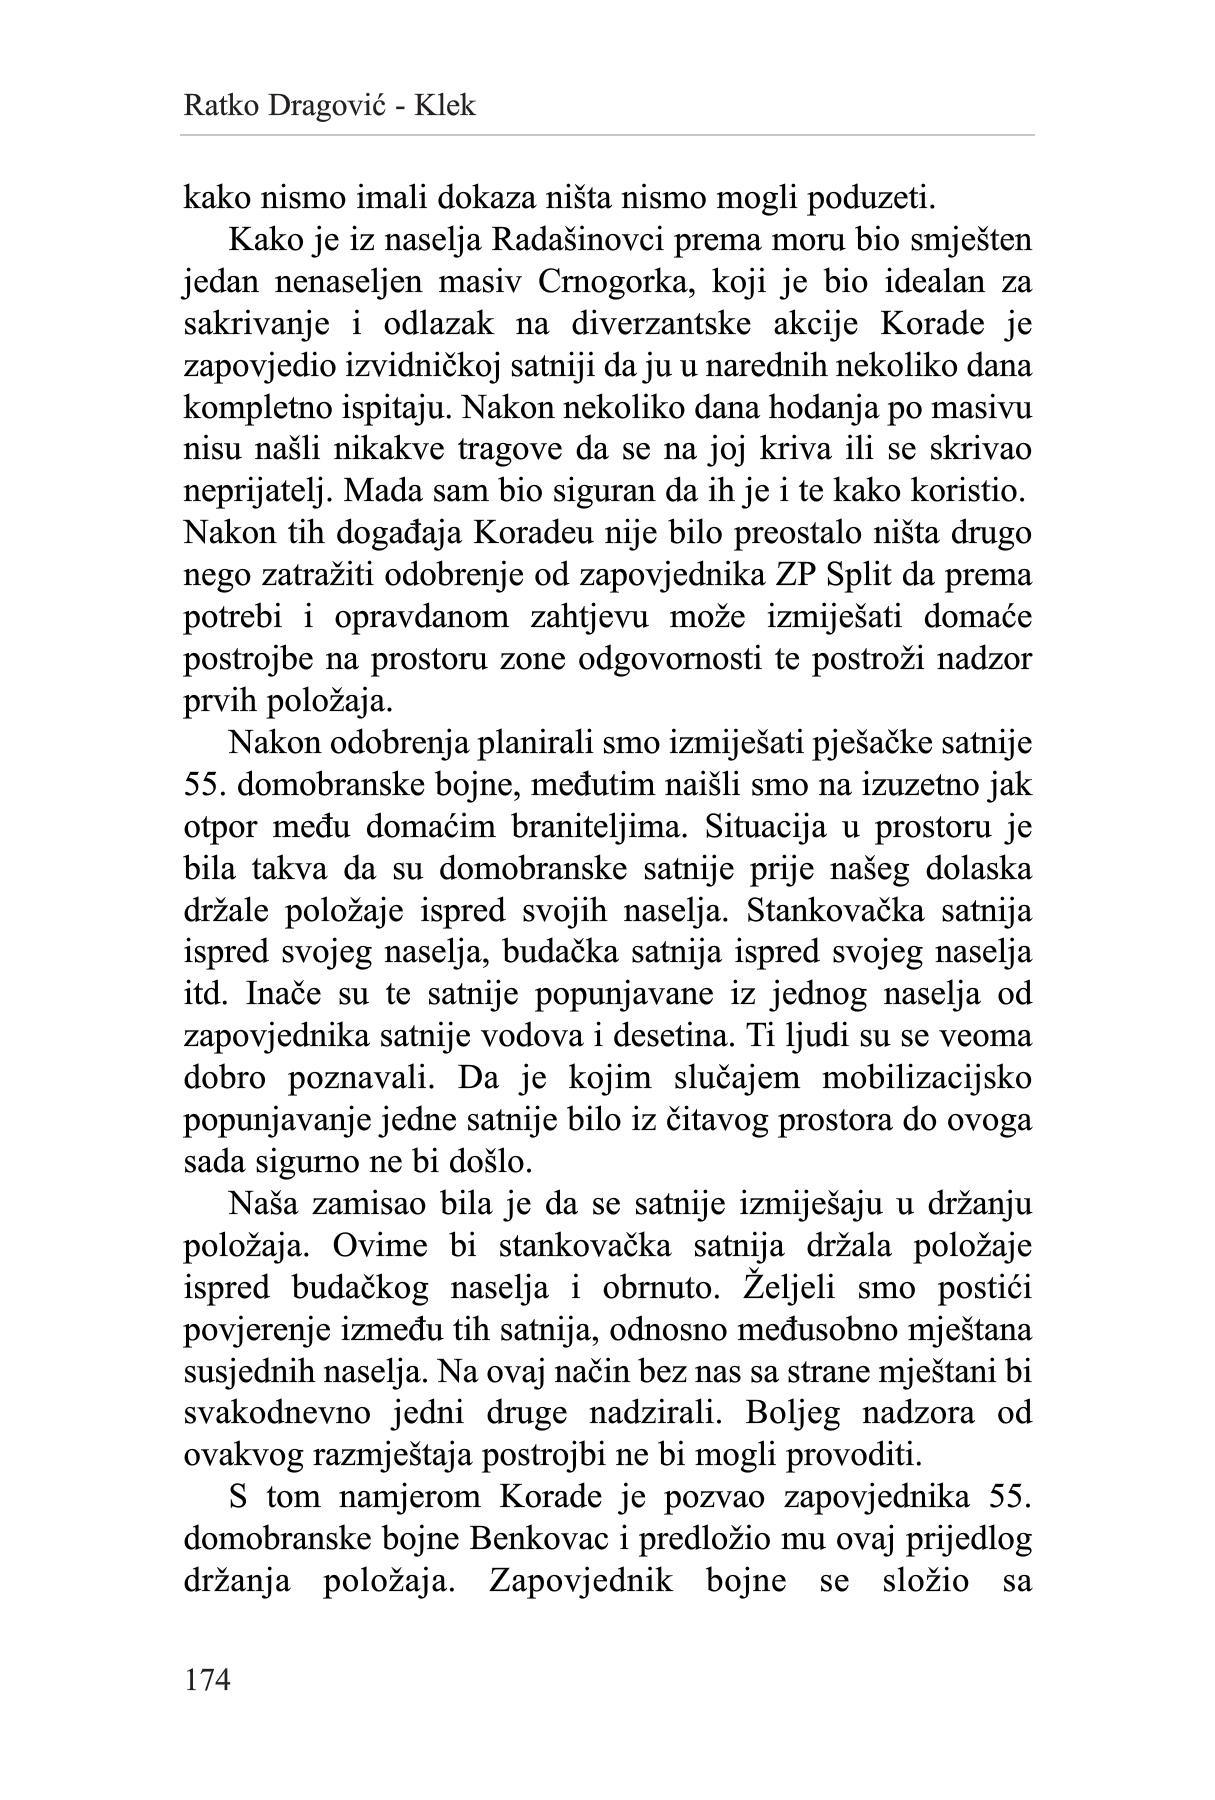 Ratko Dragović - Klek
kako nismo imali dokaza ništa nismo mogli poduzeti.
Kako je iz naselja Radašinovci prema moru bio smješten
jedan nenaseljen masiv Crnogorka, koji je bio idealan za
sakrivanje i odlazak na diverzantske akcije Korade je
zapovjedio izvidničkoj satniji da ju u narednih nekoliko dana
kompletno ispitaju. Nakon nekoliko dana hodanja po masivu
nisu našli nikakve tragove da se na joj kriva ili se skrivao
neprijatelj. Mada sam bio siguran da ih je i te kako koristio.
Nakon tih događaja Koradeu nije bilo preostalo ništa drugo
nego zatražiti odobrenje od zapovjednika ZP Split da prema
potrebi i opravdanom zahtjevu može izmiješati domaće
postrojbe na prostoru zone odgovornosti te postroži nadzor
prvih položaja.
Nakon odobrenja planirali smo izmiješati pješačke satnije
55. domobranske bojne, međutim naišli smo na izuzetno jak
otpor među domaćim braniteljima. Situacija u prostoru je
bila takva da su domobranske satnije prije našeg dolaska
držale položaje ispred svojih naselja. Stankovačka satnija
ispred svojeg naselja, budačka satnija ispred svojeg naselja
itd. Inače su te satnije popunjavane iz jednog naselja od
zapovjednika satnije vodova i desetina. Ti ljudi su se veoma
dobro poznavali. Da je kojim slučajem mobilizacijsko
popunjavanje jedne satnije bilo iz čitavog prostora do ovoga
sada sigurno ne bi došlo.
Naša zamisao bila je da se satnije izmiješaju u držanju
položaja. Ovime bi stankovačka satnija držala položaje
ispred budačkog naselja i obrnuto. Željeli smo postići
povjerenje između tih satnija, odnosno međusobno mještana
susjednih naselja. Na ovaj način bez nas sa strane mještani bi
svakodnevno jedni druge nadzirali. Boljeg nadzora od
ovakvog razmještaja postrojbi ne bi mogli provoditi.
S tom namjerom Korade je pozvao zapovjednika 55.
domobranske bojne Benkovac i predložio mu ovaj prijedlog
držanja položaja. Zapovjednik bojne se složio sa
174